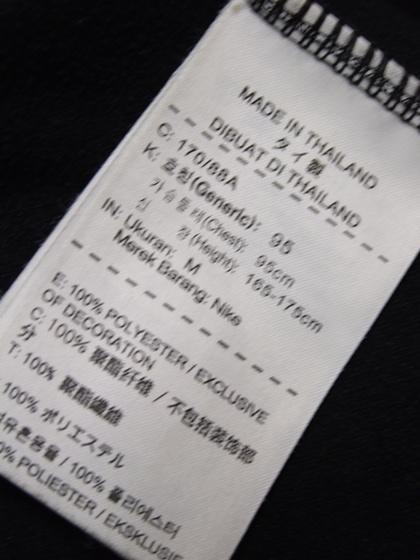 MADE IN THAILAND
タイ製
DIBUAT DI THAILAND
C: 170/88A
K: 호칭(Generic): 95
가슴둘레(Chest): 95cm
신 장(Height): 165-175cm
IN: Ukuran: M
Merek Barang: Nike
E: 100% POLYESTER / EXCLUSIVE
OF DECORATION
C: 100% 聚酯纤维 / 不包括装饰部
分
T: 100% 聚酯纖維
100% ポリエステル
/ 100% 폴리에스터
POLIESTER / EKSKLUSIF